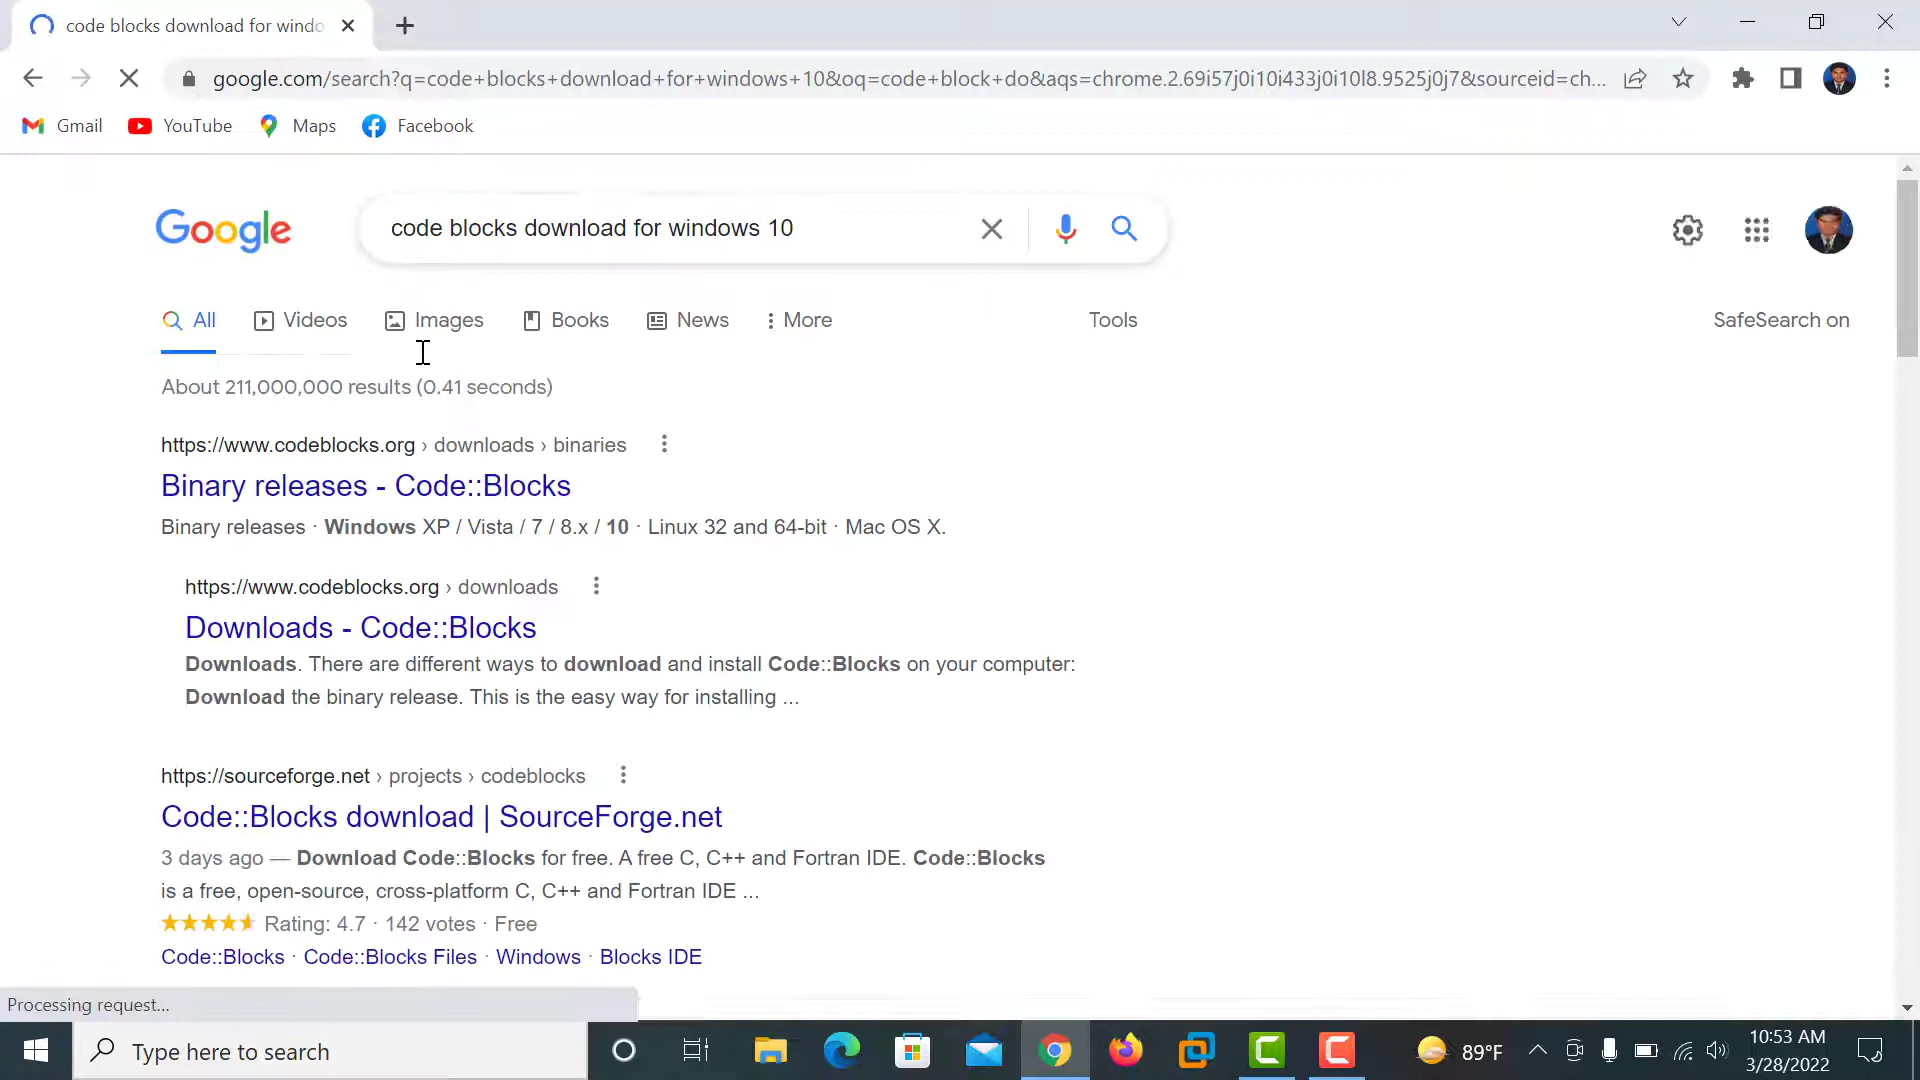 code blocks download for windo
google.com/search?q=code+blocks+download+for+windows+10&oq=code+block+do&aqs=chrome.2.69i57j0i10i433j0i10l8.9525j0j7&sourceid=ch...
Gmail YouTube Maps Facebook
Google code blocks download for windows 10
All Videos Images Books News More Tools SafeSearch on
About 211,000,000 results (0.41 seconds)
https://www.codeblocks.org › downloads › binaries
Binary releases - Code::Blocks
Binary releases · Windows XP / Vista / 7 / 8.x / 10 · Linux 32 and 64-bit · Mac OS X.
https://www.codeblocks.org › downloads
Downloads - Code::Blocks
Downloads. There are different ways to download and install Code::Blocks on your computer:
Download the binary release. This is the easy way for installing ...
https://sourceforge.net › projects › codeblocks
Code::Blocks download | SourceForge.net
3 days ago — Download Code::Blocks for free. A free C, C++ and Fortran IDE. Code::Blocks
is a free, open-source, cross-platform C, C++ and Fortran IDE ...
Rating: 4.7 · 142 votes · Free
Code::Blocks · Code::Blocks Files · Windows · Blocks IDE
Processing request...
Type here to search
89°F
10:53 AM
3/28/2022